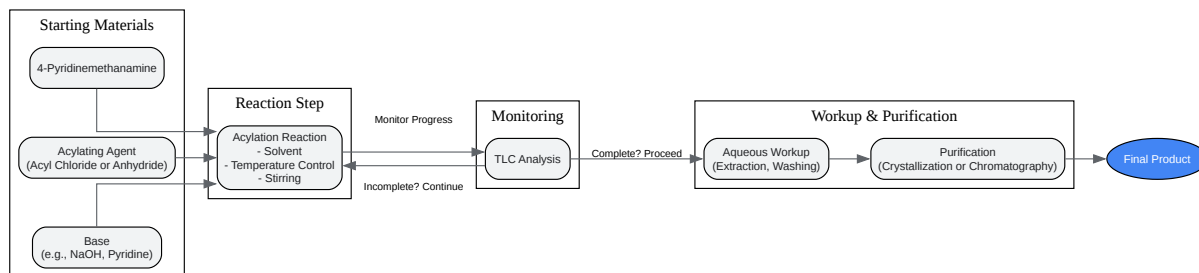 Starting Materials
4-Pyridinemethanamine
Acylating Agent
(Acyl Chloride or Anhydride)
Base
(e.g., NaOH, Pyridine)
Reaction Step
Acylation Reaction
- Solvent
- Temperature Control
- Stirring
Monitor Progress
Incomplete? Continue
Monitoring
TLC Analysis
Complete? Proceed
Workup & Purification
Aqueous Workup
(Extraction, Washing)
Purification
(Crystallization or Chromatography)
Final Product